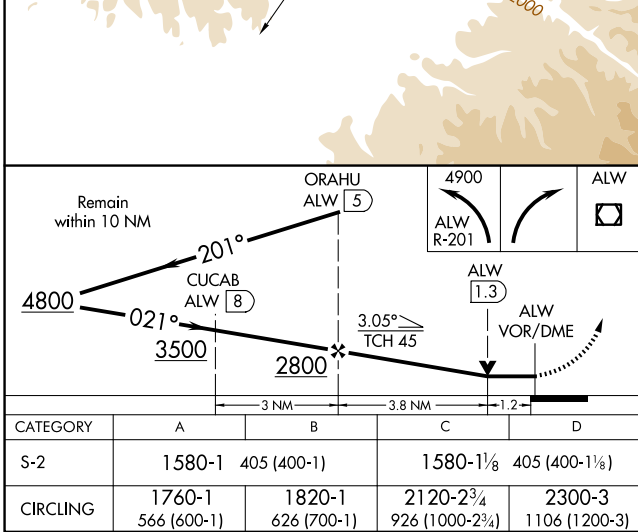 2000
Remain
within 10 NM
ORAHU
ALW 5
4900
ALW
R-201
ALW
201°
CUCAB
ALW 8
4800
021°
3500
2800
3.05°
TCH 45
ALW
1.3
ALW
VOR/DME
3 NM
3.8 NM
1.2
CATEGORY A B C D
S-2 1580-1 405 (400-1) 1580-1⅛ 405 (400-1⅛)
CIRCLING 1760-1 1820-1 2120-2¾ 2300-3
566 (600-1) 626 (700-1) 926 (1000-2¾) 1106 (1200-3)